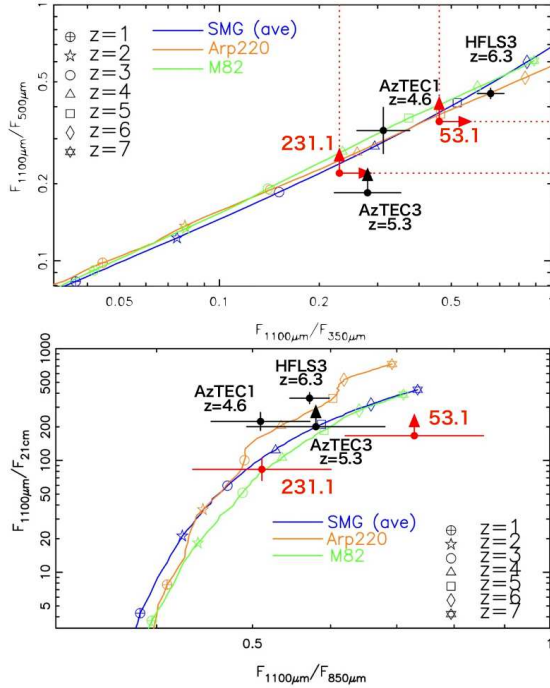 1
0.5
0.2
0.1
F1100μm/F500μm
z=1
z=2
z=3
z=4
z=5
z=6
z=7
SMG (ave)
Arp220
M82
HFLS3
z=6.3
AzTEC1
z=4.6
231.1
53.1
AzTEC3
z=5.3
0.05 0.1 0.2 0.5 1
F1100μm/F350μm
1000
500
200
100
50
20
10
5
F1100μm/F21cm
HFLS3
z=6.3
AzTEC1
z=4.6
53.1
AzTEC3
z=5.3
231.1
SMG (ave)
Arp220
M82
z=1
z=2
z=3
z=4
z=5
z=6
z=7
0.5 1
F1100μm/F850μm